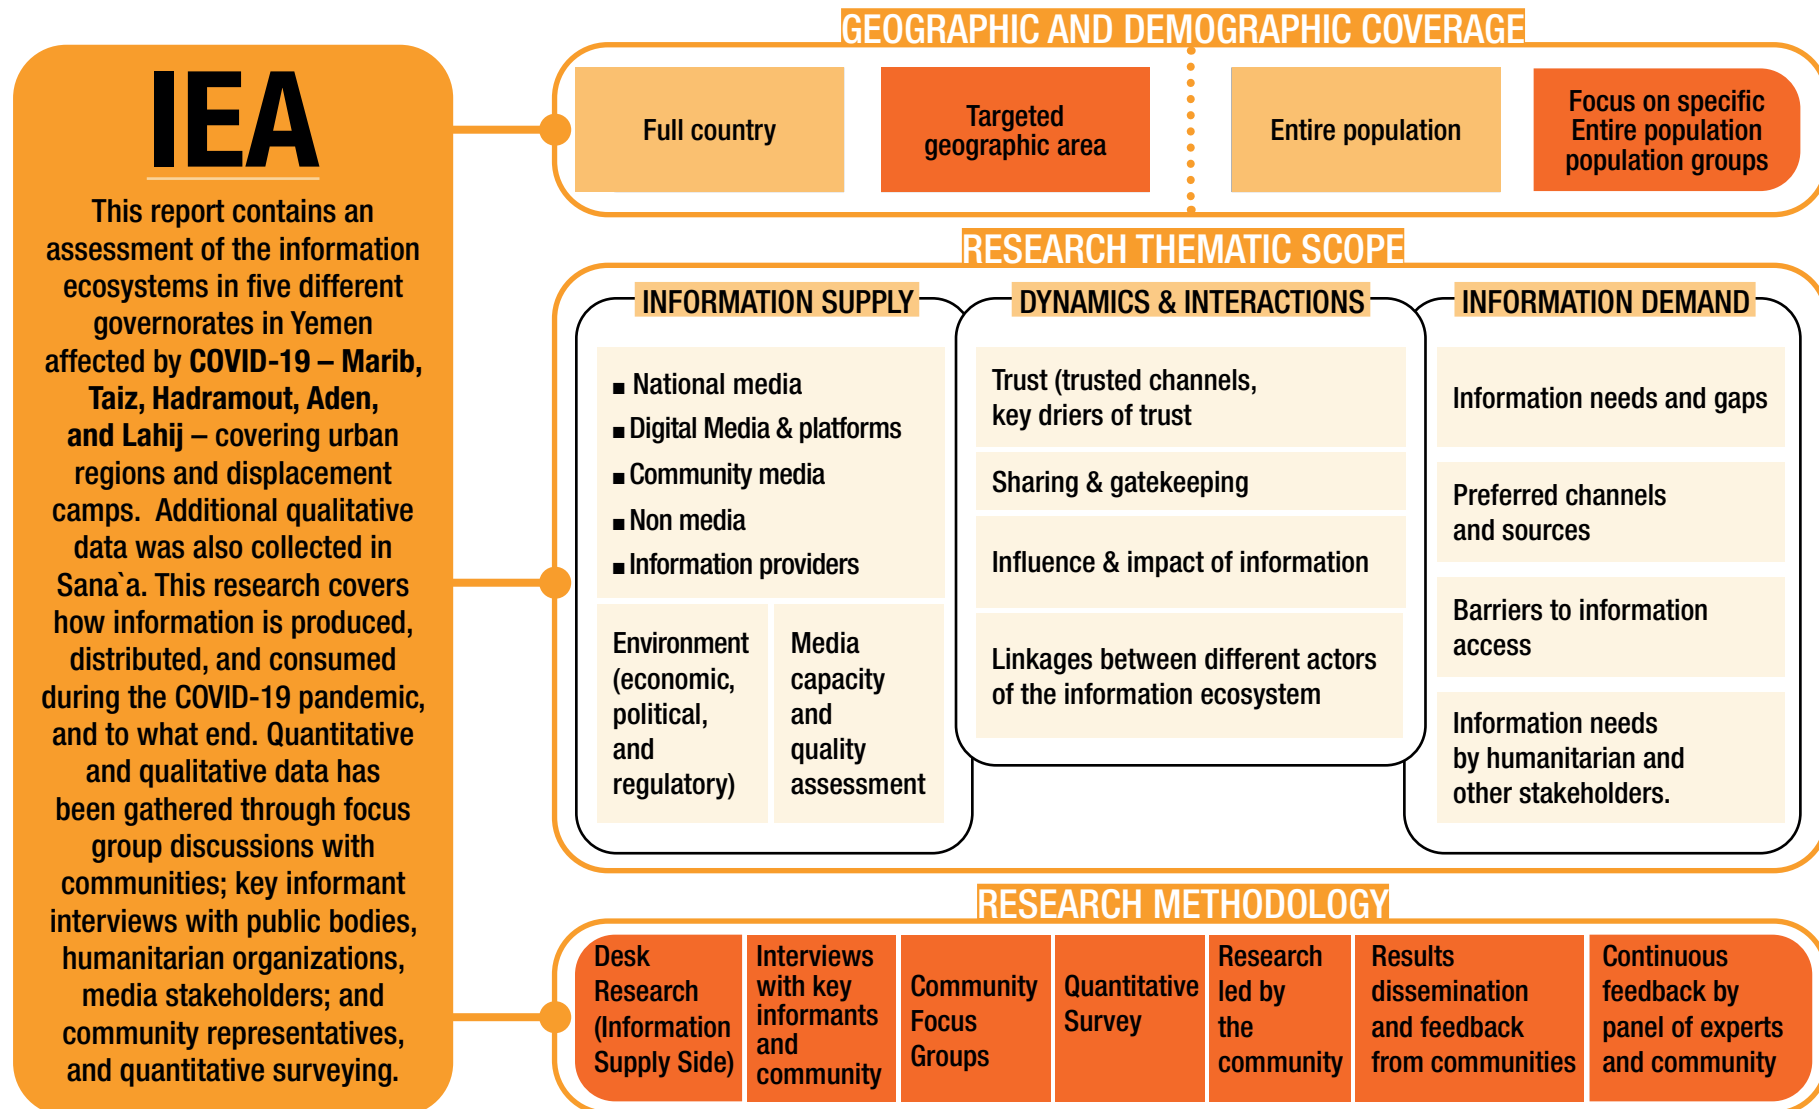 IEA
This report contains an
assessment of the information
ecosystems in five different
governorates in Yemen
affected by COVID-19 – Marib,
Taiz, Hadramout, Aden,
and Lahij – covering urban
regions and displacement
camps.  Additional qualitative
data was also collected in
Sana`a. This research covers
how information is produced,
distributed, and consumed
during the COVID-19 pandemic,
and to what end. Quantitative
and qualitative data has
been gathered through focus
group discussions with
communities; key informant
interviews with public bodies,
humanitarian organizations,
media stakeholders; and
community representatives,
and quantitative surveying.
GEOGRAPHIC AND DEMOGRAPHIC COVERAGE
Full country
Targeted
geographic area
Entire population
Focus on specific
Entire population
population groups
RESEARCH THEMATIC SCOPE
INFORMATION SUPPLY
■ National media
■ Digital Media & platforms
■ Community media
■ Non media
■ Information providers
Environment
(economic,
political,
and
regulatory)
Media
capacity
and
quality
assessment
DYNAMICS & INTERACTIONS
Trust (trusted channels,
key driers of trust
Sharing & gatekeeping
Influence & impact of information
Linkages between different actors
of the information ecosystem
INFORMATION DEMAND
Information needs and gaps
Preferred channels
and sources
Barriers to information
access
Information needs
by humanitarian and
other stakeholders.
RESEARCH METHODOLOGY
Desk
Research
(Information
Supply Side)
Interviews
with key
informants
and
community
Community
Focus
Groups
Quantitative
Survey
Research
led by
the
community
Results
dissemination
and feedback
from communities
Continuous
feedback by
panel of experts
and community